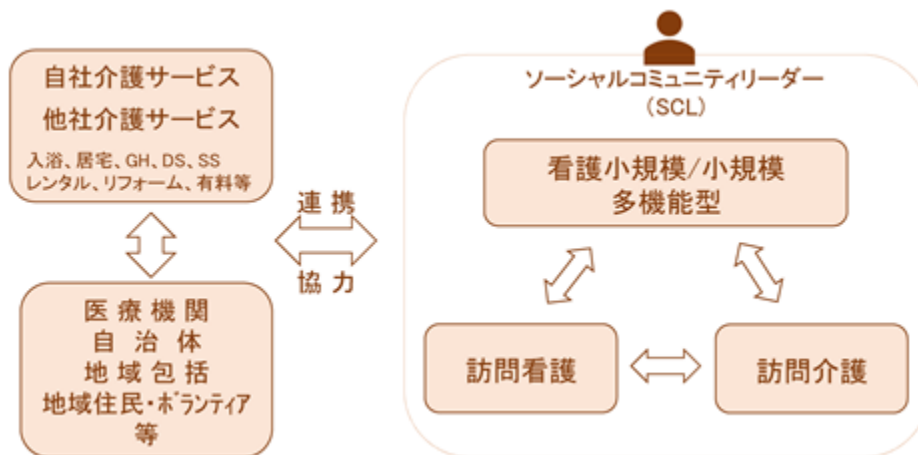 自社介護サービス
他社介護サービス
入浴、居宅、GH、DS、SS
レンタル、リフォーム、有料等
医療機関
自治体
地域包括
地域住民・ボランティア
等
連携
協力
ソーシャルコミュニティリーダー
(SCL)
看護小規模/小規模
多機能型
訪問看護
訪問介護